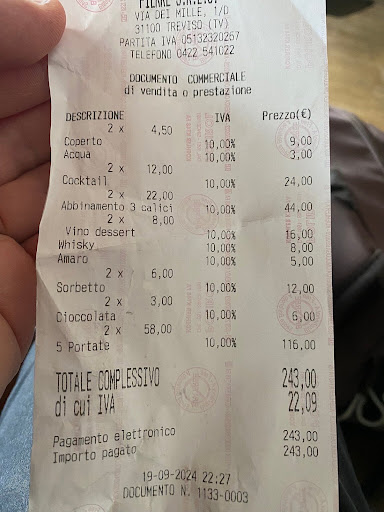 VIA DEI MILLE, 1/D
31100 TREVISO (TV)
PARTITA IVA 05132320267
TELEFONO 0422 541022
DOCUMENTO COMMERCIALE
di vendita o prestazione
DESCRIZIONE IVA Prezzo(€)
2 x 4,50
Coperto 10,00% 9,00
Acqua 10,00% 3,00
2 x 12,00
Cocktail 10,00% 24,00
2 x 22,00
Abbinamento 3 calici 10,00% 44,00
2 x 8,00
Vino dessert 10,00% 16,00
Whisky 10,00% 8,00
Amaro 10,00% 5,00
2 x 6,00
Sorbetto 10,00% 12,00
2 x 3,00
Cioccolata 10,00% 6,00
2 x 58,00
5 Portate 10,00% 116,00
TOTALE COMPLESSIVO 243,00
di cui IVA 22,09
Pagamento elettronico 243,00
Importo pagato 243,00
19-09-2024 22:27
DOCUMENTO N. 1133-0003